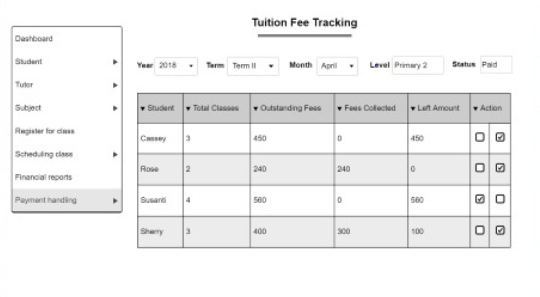 Tuition Fee Tracking
Dashboard
Student
Tutor
Subject
Register for class
Scheduling class
Financial reports
Payment handling
Year 2018 Term Term II Month April Level Primary 2 Status Paid
Student Total Classes Outstanding Fees Fees Collected Left Amount Action
Cassey 3 450 0 450
Rose 2 240 240 0
Susanti 4 560 0 560
Sherry 3 400 300 100